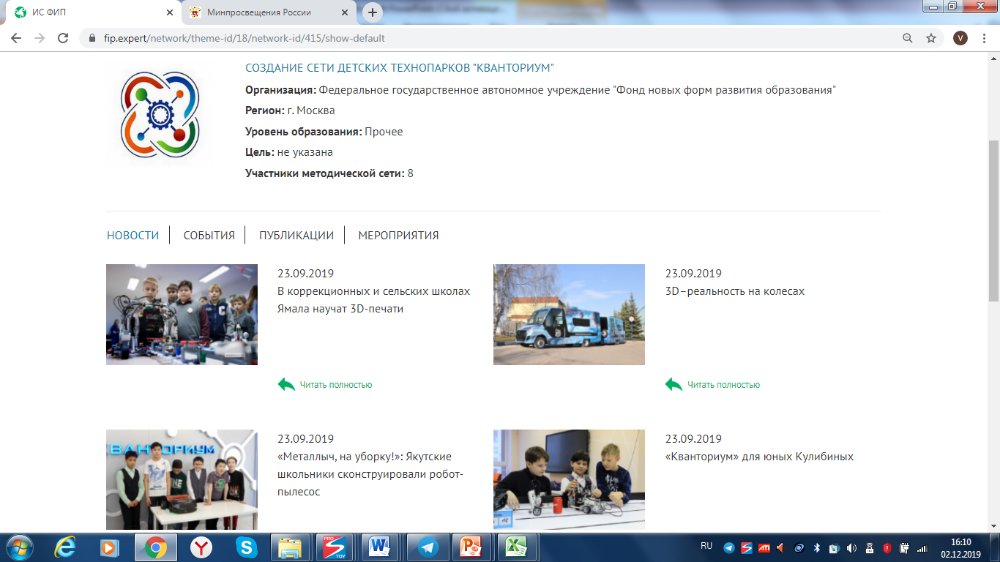 ИС ФИП
Минпросвещения России
fip.expert/network/theme-id/18/network-id/415/show-default
V
СОЗДАНИЕ СЕТИ ДЕТСКИХ ТЕХНОПАРКОВ "КВАНТОРИУМ"
Организация: Федеральное государственное автономное учреждение "Фонд новых форм развития образования"
Регион: г. Москва
Уровень образования: Прочее
Цель: не указана
Участники методической сети: 8
НОВОСТИ СОБЫТИЯ ПУБЛИКАЦИИ МЕРОПРИЯТИЯ
23.09.2019
В коррекционных и сельских школах
Ямала научат 3D-печати
Читать полностью
23.09.2019
3D–реальность на колесах
Читать полностью
КВАНТОРИУМ
23.09.2019
«Металлыч, на уборку!»: Якутские
школьники сконструировали робот-
пылесос
23.09.2019
«Кванториум» для юных Кулибиных
PRO
TOY
RU
ATI
16:10
02.12.2019